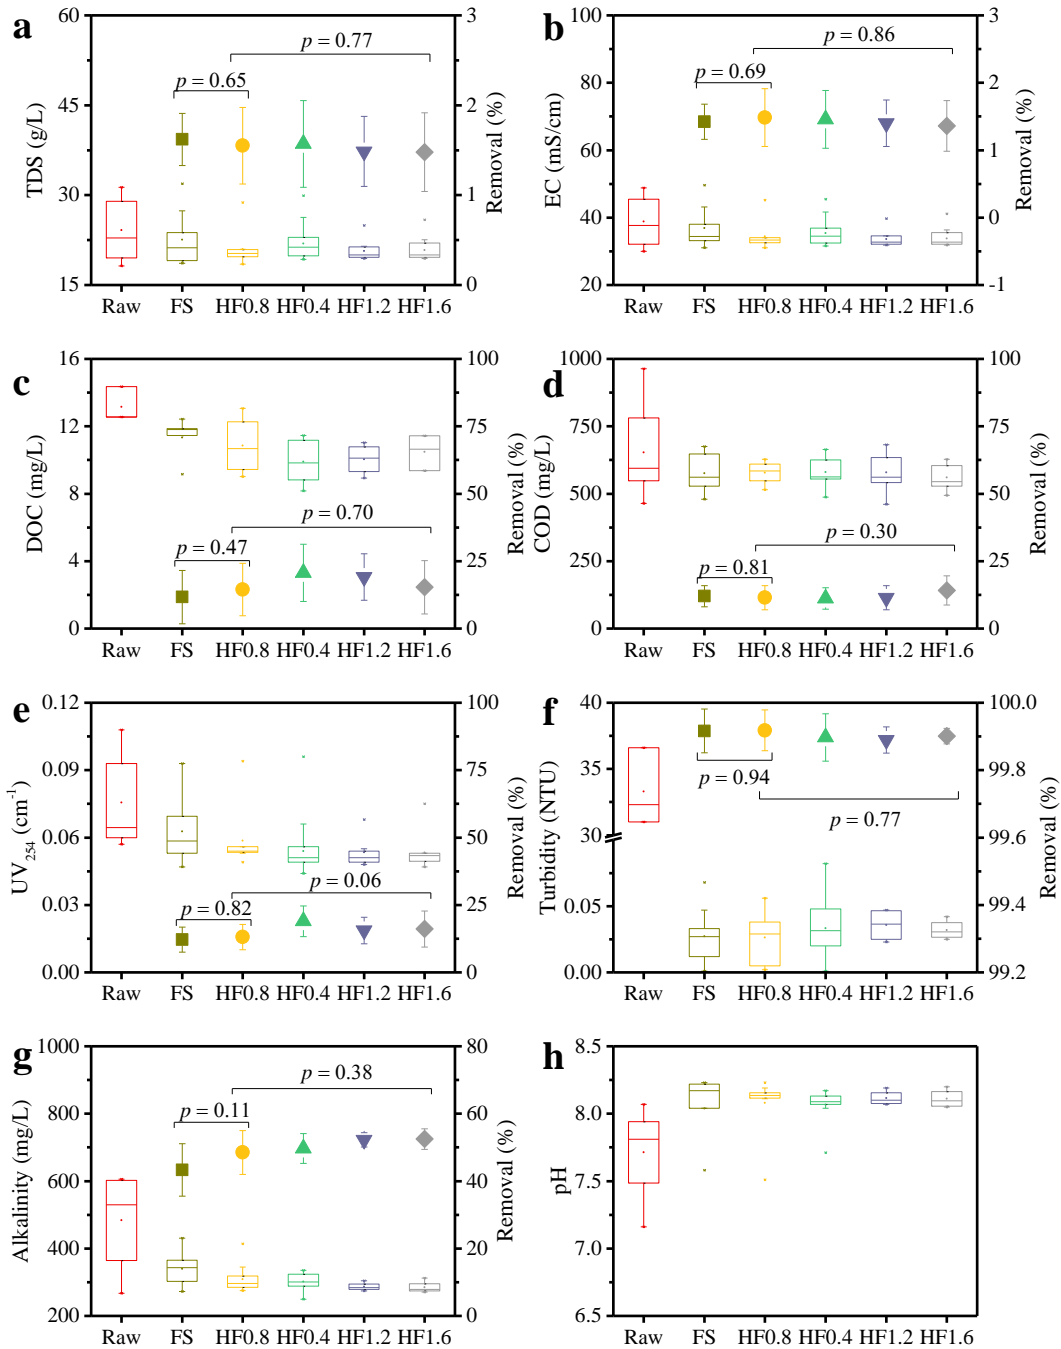 a
60
45
30
15
TDS (g/L)
3
2
1
0
Removal (%)
p = 0.77
p = 0.65
Raw FS HF0.8 HF0.4 HF1.2 HF1.6
b
100
80
60
40
20
EC (mS/cm)
3
2
1
-0
-1
Removal (%)
p = 0.86
p = 0.69
Raw FS HF0.8 HF0.4 HF1.2 HF1.6
c
16
12
8
4
0
DOC (mg/L)
100
75
50
25
0
Removal (%)
p = 0.70
p = 0.47
Raw FS HF0.8 HF0.4 HF1.2 HF1.6
d
1000
750
500
250
0
COD (mg/L)
100
75
50
25
0
Removal (%)
p = 0.30
p = 0.81
Raw FS HF0.8 HF0.4 HF1.2 HF1.6
e
0.12
0.09
0.06
0.03
0.00
UV254 (cm-1)
100
75
50
25
0
Removal (%)
p = 0.06
p = 0.82
Raw FS HF0.8 HF0.4 HF1.2 HF1.6
f
40
35
30
0.05
0.00
Turbidity (NTU)
100.0
99.8
99.6
99.4
99.2
Removal (%)
p = 0.94
p = 0.77
Raw FS HF0.8 HF0.4 HF1.2 HF1.6
g
1000
800
600
400
200
Alkalinity (mg/L)
80
60
40
20
0
Removal (%)
p = 0.38
p = 0.11
Raw FS HF0.8 HF0.4 HF1.2 HF1.6
h
8.5
8.0
7.5
7.0
6.5
pH
Raw FS HF0.8 HF0.4 HF1.2 HF1.6